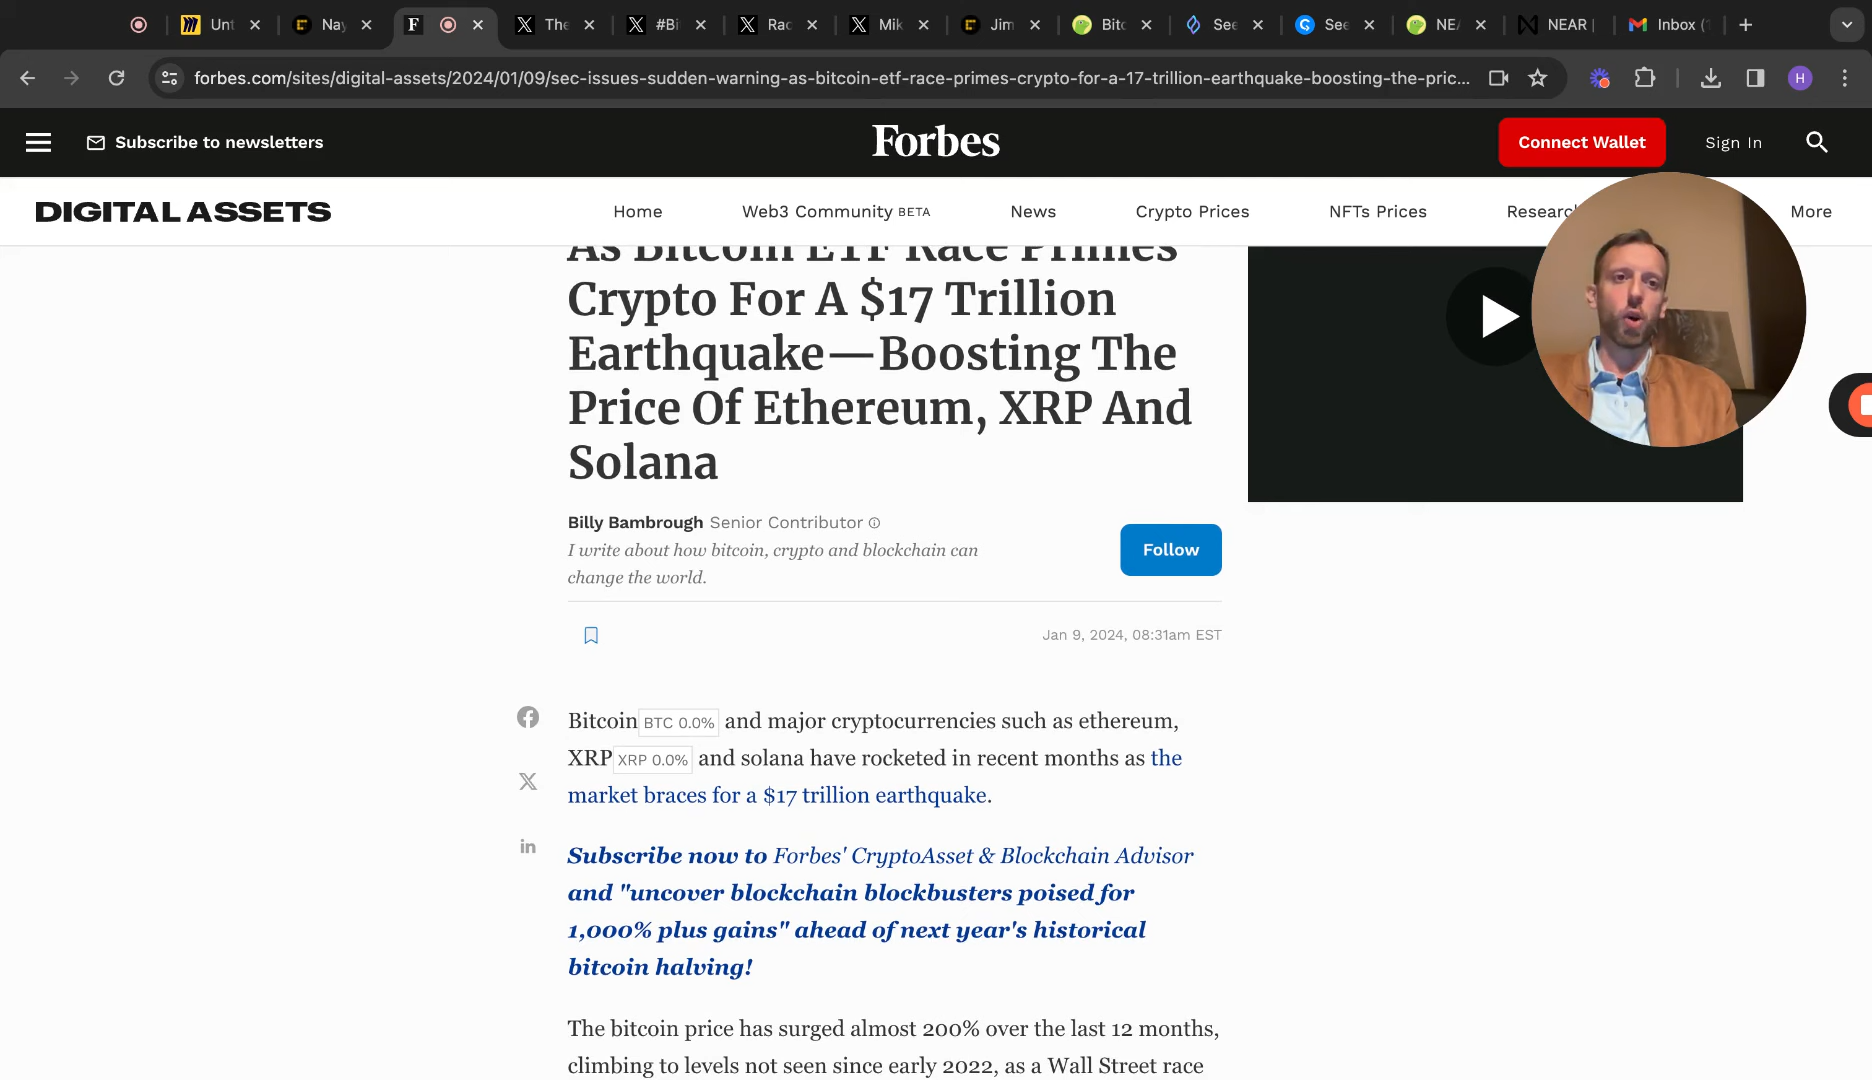 Unt
Nay
F
The
#Bi
Rac
Mik
Jim
Bitc
See
See
NEA
NEAR
Inbox (
forbes.com/sites/digital-assets/2024/01/09/sec-issues-sudden-warning-as-bitcoin-etf-race-primes-crypto-for-a-17-trillion-earthquake-boosting-the-pric...
H
Subscribe to newsletters
Forbes
Connect Wallet
Sign In
DIGITAL ASSETS
Home
Web3 Community BETA
News
Crypto Prices
NFTs Prices
Research
More
As Bitcoin ETF Race Primes
Crypto For A $17 Trillion
Earthquake—Boosting The
Price Of Ethereum, XRP And
Solana
Billy Bambrough Senior Contributor
I write about how bitcoin, crypto and blockchain can
change the world.
Follow
Jan 9, 2024, 08:31am EST
Bitcoin BTC 0.0% and major cryptocurrencies such as ethereum,
XRP XRP 0.0% and solana have rocketed in recent months as the
market braces for a $17 trillion earthquake.
Subscribe now to Forbes' CryptoAsset & Blockchain Advisor
and "uncover blockchain blockbusters poised for
1,000% plus gains" ahead of next year's historical
bitcoin halving!
The bitcoin price has surged almost 200% over the last 12 months,
climbing to levels not seen since early 2022, as a Wall Street race